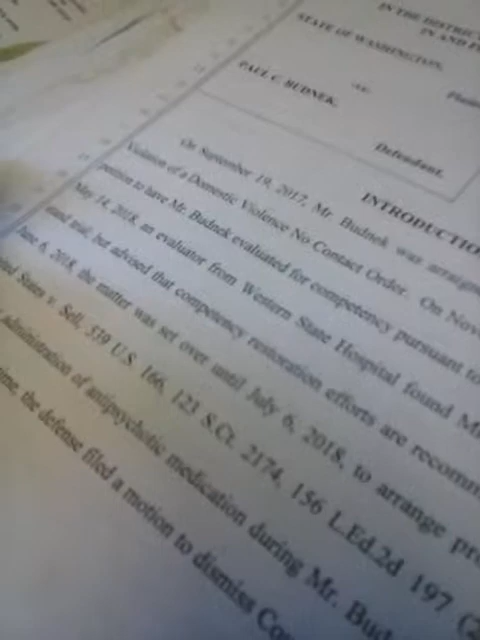 IN THE DISTRIC
IN AND F
STATE OF WASHINGTON,
vs.
PAUL C. BUDNEK,
Defendant.
INTRODUCTIO
On September 19, 2017, Mr. Budnek was arraign
Violation of a Domestic Violence No Contact Order. On Nov
petition to have Mr. Budnek evaluated for competency pursuant to
May 14, 2018, an evaluator from Western State Hospital found M
stand trial, but advised that competency restoration efforts are recomm
June 6, 2018, the matter was set over until July 6, 2018, to arrange pr
States v. Sell, 539 U.S. 166, 123 S.Ct. 2174, 156 L.Ed.2d 197 (2
administration of antipsychotic medication during Mr. Bud
time, the defense filed a motion to dismiss Co